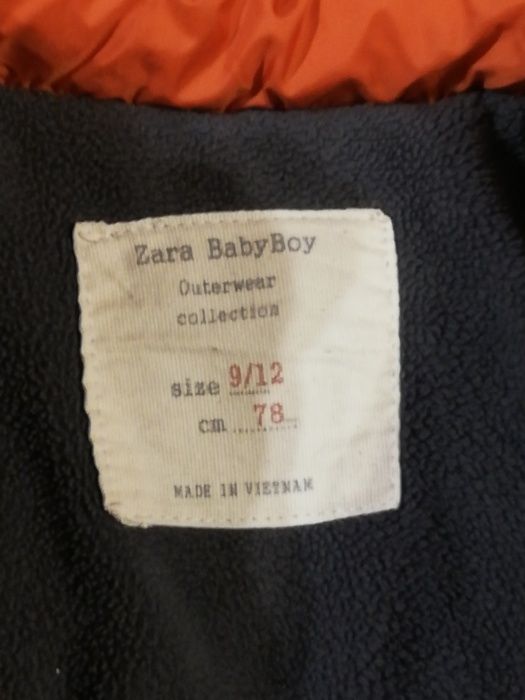 Zara BabyBoy
Outerwear
collection
size 9/12
cm 78
MADE IN VIETNAM